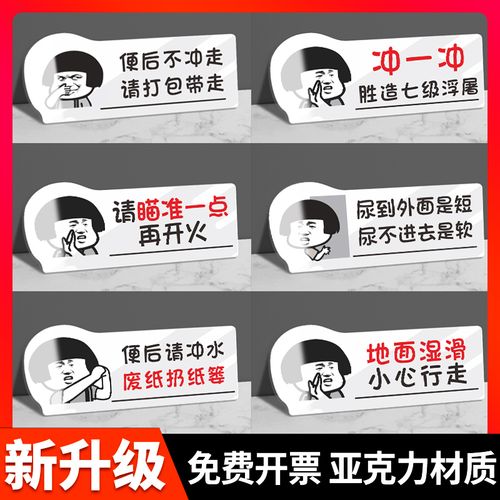 便后不冲走
请打包带走
冲一冲
胜造七级浮屠
请瞄准一点
再开火
尿到外面是短
尿不进去是软
便后请冲水
废纸扔纸篓
地面湿滑
小心行走
新升级
免费开票 亚克力材质